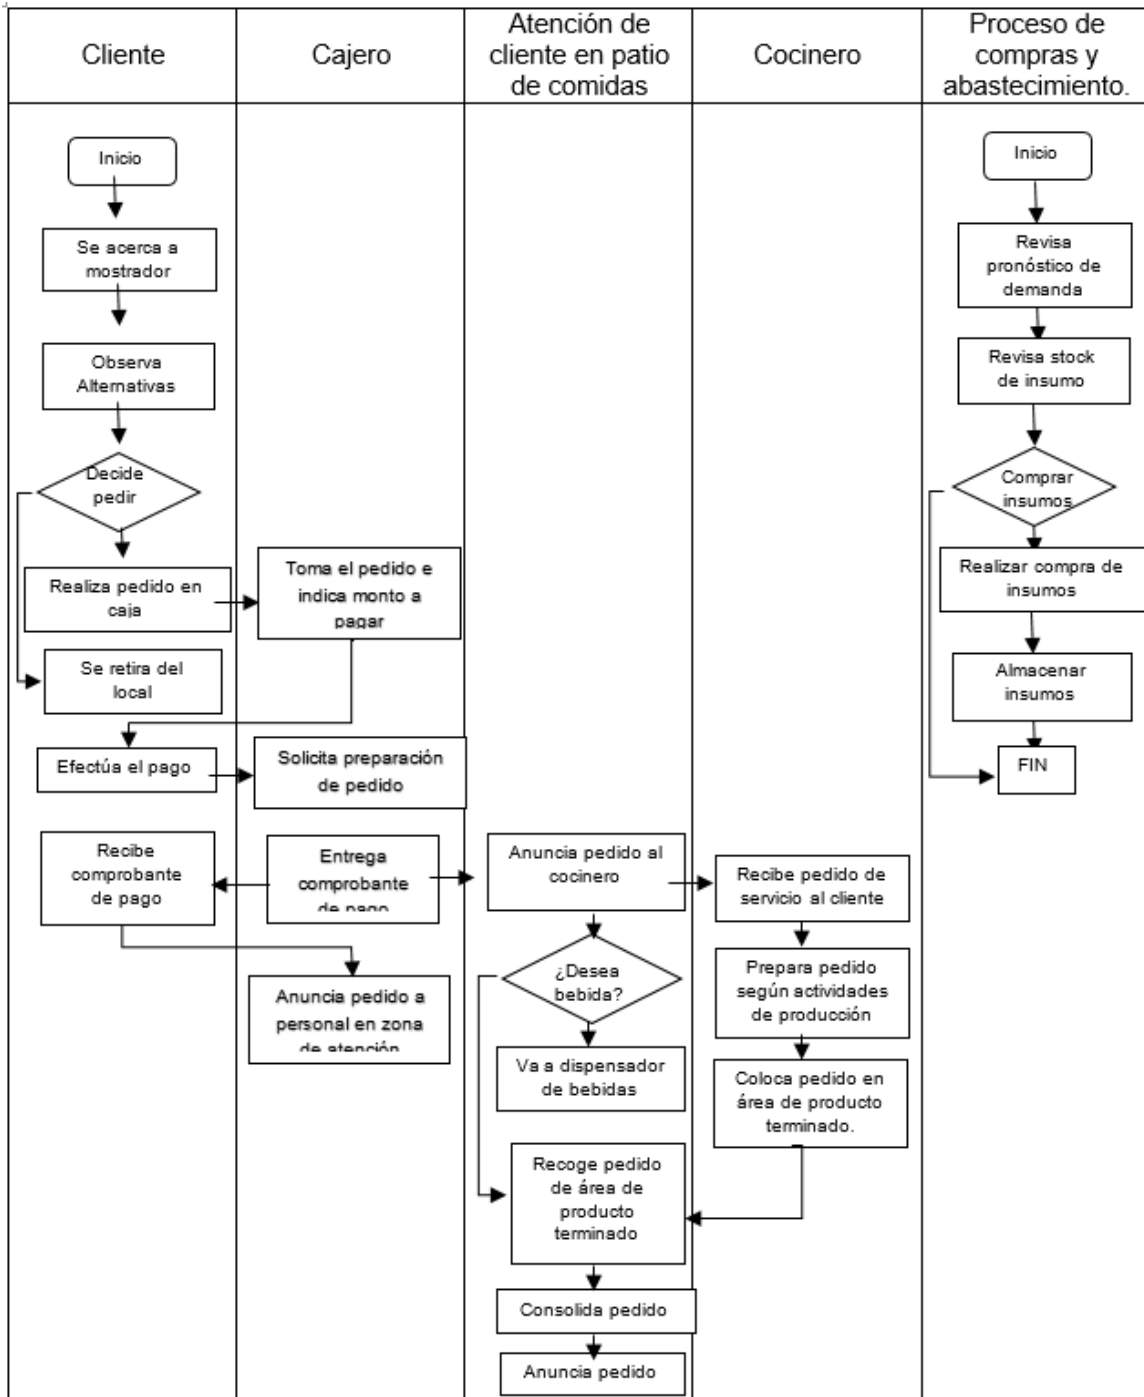 Cliente
Cajero
Atención de
cliente en patio
de comidas
Cocinero
Proceso de
compras y
abastecimiento.
Inicio
Se acerca a
mostrador
Observa
Alternativas
Decide
pedir
Realiza pedido en
caja
Se retira del
local
Efectúa el pago
Recibe
comprobante
de pago
Toma el pedido e
indica monto a
pagar
Solicita preparación
de pedido
Entrega
comprobante
de pago
Anuncia pedido a
personal en zona
de atención
Anuncia pedido al
cocinero
¿Desea
bebida?
Va a dispensador
de bebidas
Recoge pedido
de área de
producto
terminado
Consolida pedido
Anuncia pedido
Recibe pedido de
servicio al cliente
Prepara pedido
según actividades
de producción
Coloca pedido en
área de producto
terminado.
Inicio
Revisa
pronóstico de
demanda
Revisa stock
de insumo
Comprar
insumos
Realizar compra de
insumos
Almacenar
insumos
FIN